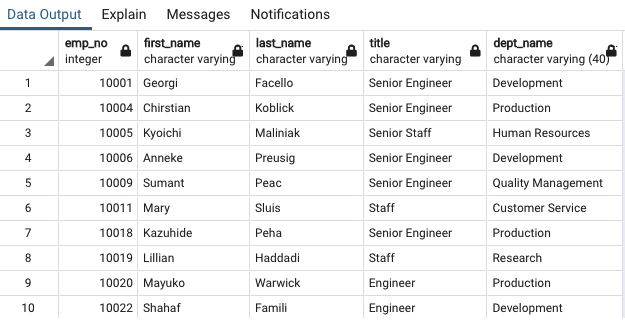 Data Output Explain Messages Notifications
emp_no first_name last_name title dept_name
integer character varying character varying character varying character varying (40)
1 10001 Georgi Facello Senior Engineer Development
2 10004 Chirstian Koblick Senior Engineer Production
3 10005 Kyoichi Maliniak Senior Staff Human Resources
4 10006 Anneke Preusig Senior Engineer Development
5 10009 Sumant Peac Senior Engineer Quality Management
6 10011 Mary Sluis Staff Customer Service
7 10018 Kazuhide Peha Senior Engineer Production
8 10019 Lillian Haddadi Staff Research
9 10020 Mayuko Warwick Engineer Production
10 10022 Shahaf Famili Engineer Development